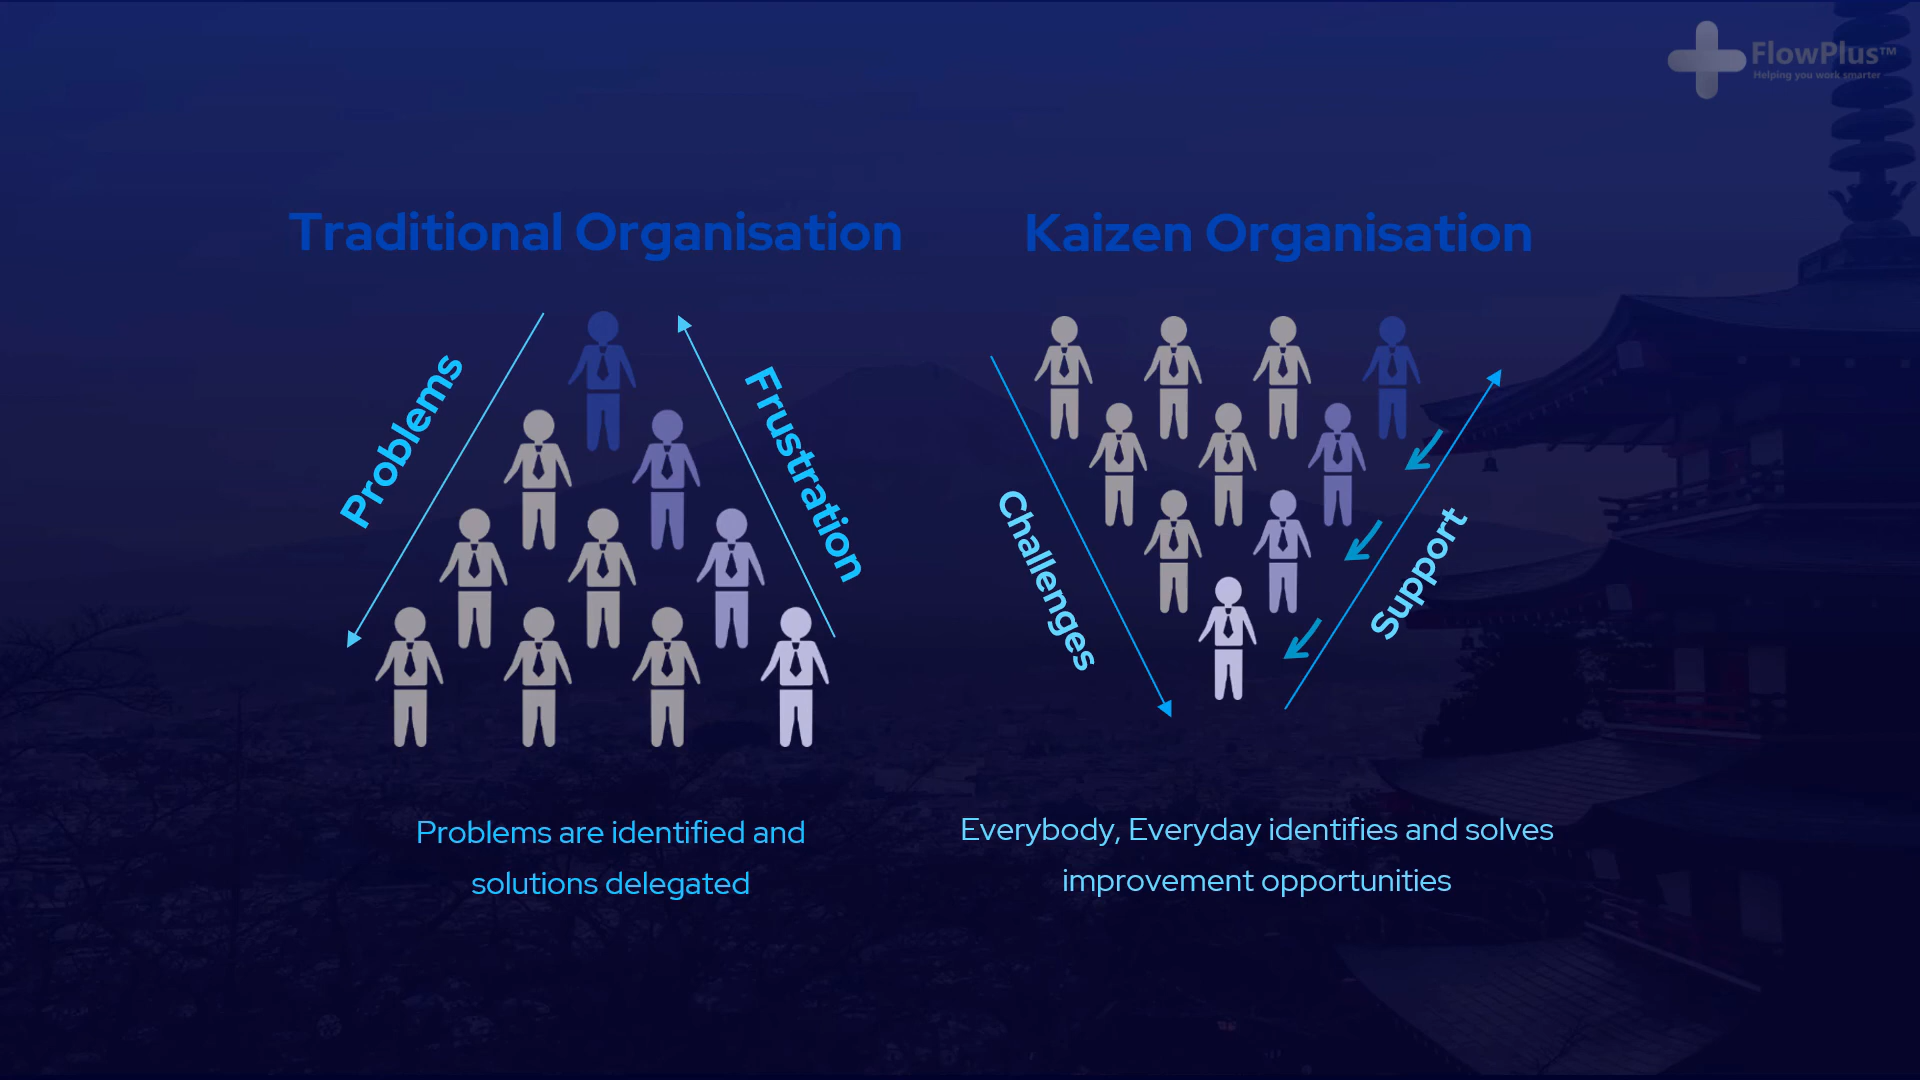 FlowPlus™
Helping you work smarter
Traditional Organisation
Kaizen Organisation
Problems
Frustration
Challenges
Support
Problems are identified and
solutions delegated
Everybody, Everyday identifies and solves
improvement opportunities